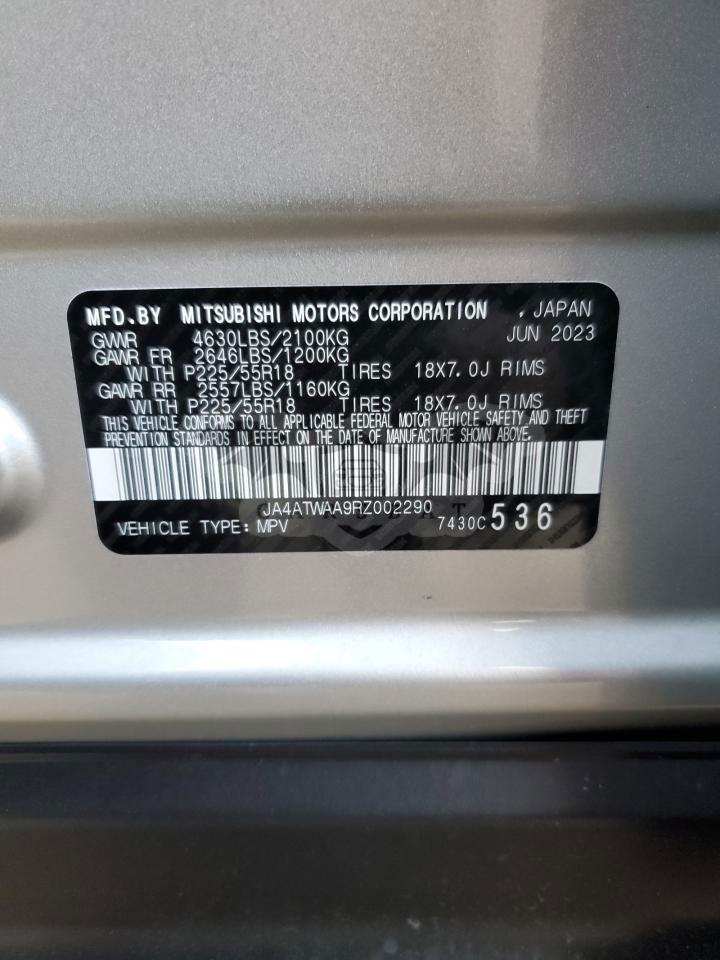 MFD.BY MITSUBISHI MOTORS CORPORATION , JAPAN
GVWR 4630LBS/2100KG JUN 2023
GAWR FR 2646LBS/1200KG
WITH P225/55R18 TIRES 18X7.0J RIMS
GAWR RR 2557LBS/1160KG
WITH P225/55R18 TIRES 18X7.0J RIMS
THIS VEHICLE CONFORMS TO ALL APPLICABLE FEDERAL MOTOR VEHICLE SAFETY AND THEFT
PREVENTION STANDARDS IN EFFECT ON THE DATE OF MANUFACTURE SHOWN ABOVE.
JA4ATWAA9RZ002290
VEHICLE TYPE: MPV 7430C 536